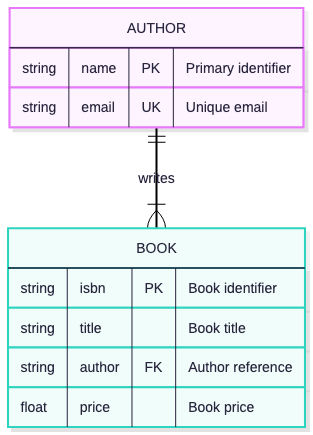 AUTHOR
string name PK Primary identifier
string email UK Unique email
writes
BOOK
string isbn PK Book identifier
string title Book title
string author FK Author reference
float price Book price